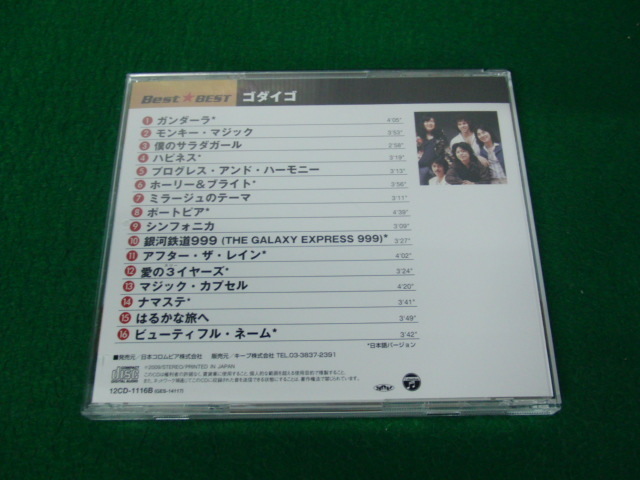 Best★BEST ゴダイゴ
1 ガンダーラ* 4'05"
2 モンキー・マジック 3'53"
3 僕のサラダガール 2'58"
4 ハピネス* 3'19"
5 プログレス・アンド・ハーモニー 3'13"
6 ホーリー&ブライト* 3'56"
7 ミラージュのテーマ 3'11"
8 ポートピア* 4'39"
9 シンフォニカ 3'09"
10 銀河鉄道999 (THE GALAXY EXPRESS 999)* 3'27"
11 アフター・ザ・レイン* 4'02"
12 愛の3イヤーズ* 3'24"
13 マジック・カプセル 4'20"
14 ナマステ* 3'41"
15 はるかな旅へ 3'49"
16 ビューティフル・ネーム* 3'42"
*日本語バージョン
■発売元/日本コロムビア株式会社 販売元/キープ株式会社 TEL.03-3837-2391
STEREO/PRINTED IN JAPAN
COMPACT disc DIGITAL AUDIO
12CD-1116B (GES-14117)